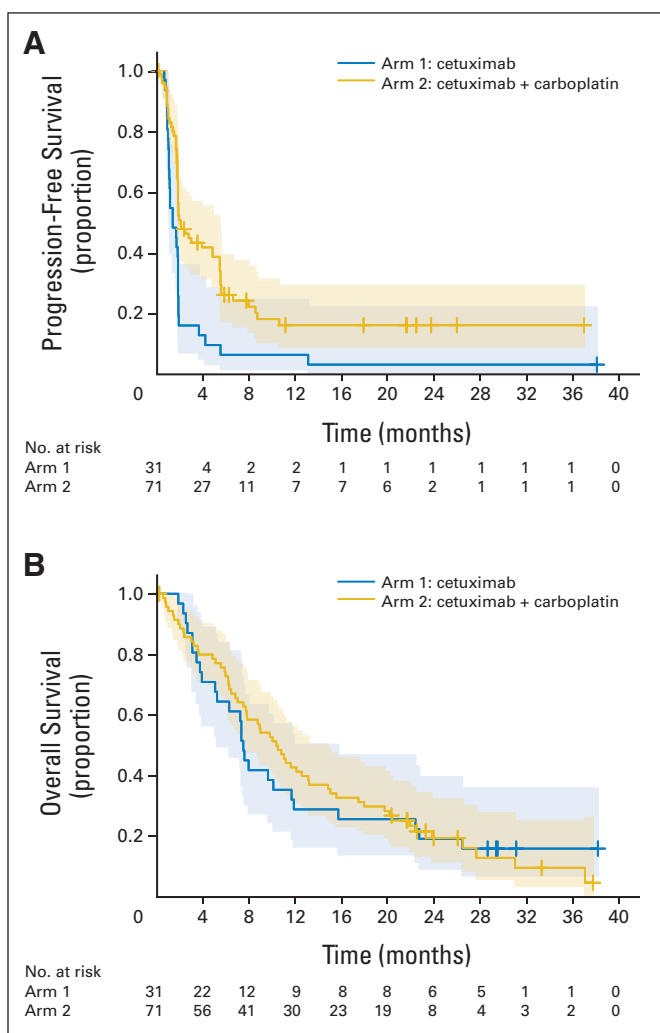 A
Arm 1: cetuximab
Arm 2: cetuximab + carboplatin
Progression-Free Survival
(proportion)
1.0
0.8
0.6
0.4
0.2
0 4 8 12 16 20 24 28 32 36 40
Time (months)
No. at risk
Arm 1 31 4 2 2 1 1 1 1 1 1 0
Arm 2 71 27 11 7 7 6 2 1 1 1 0
B
Arm 1: cetuximab
Arm 2: cetuximab + carboplatin
Overall Survival
(proportion)
1.0
0.8
0.6
0.4
0.2
0 4 8 12 16 20 24 28 32 36 40
Time (months)
No. at risk
Arm 1 31 22 12 9 8 8 6 5 1 1 0
Arm 2 71 56 41 30 23 19 8 4 3 2 0